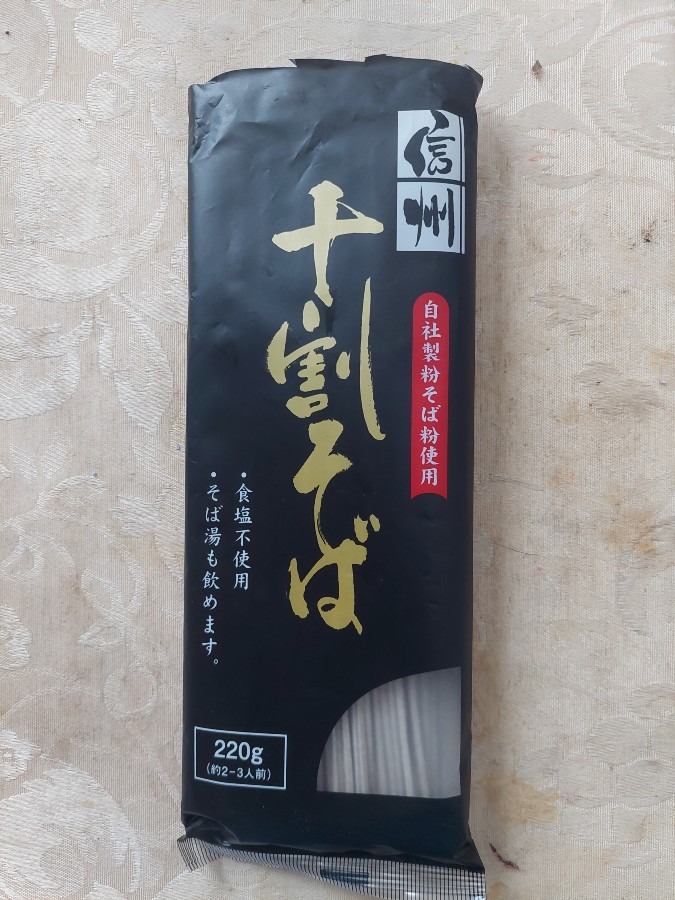 信州
十割そば
自社製粉そば粉使用
・食塩不使用
・そば湯も飲めます。
220g
(約2-3人前)